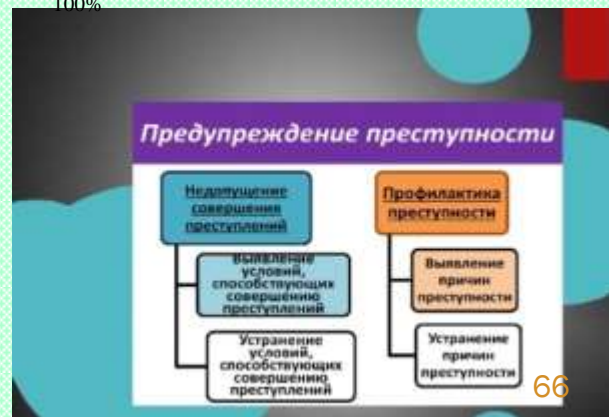 100%
Предупреждение преступности
Недопущение
совершения
преступлений
Выявление
условий,
способствующих
совершению
преступлений
Устранение
условий,
способствующих
совершению
преступлений
Профилактика
преступности
Выявление
причин
преступности
Устранение
причин
преступности
66